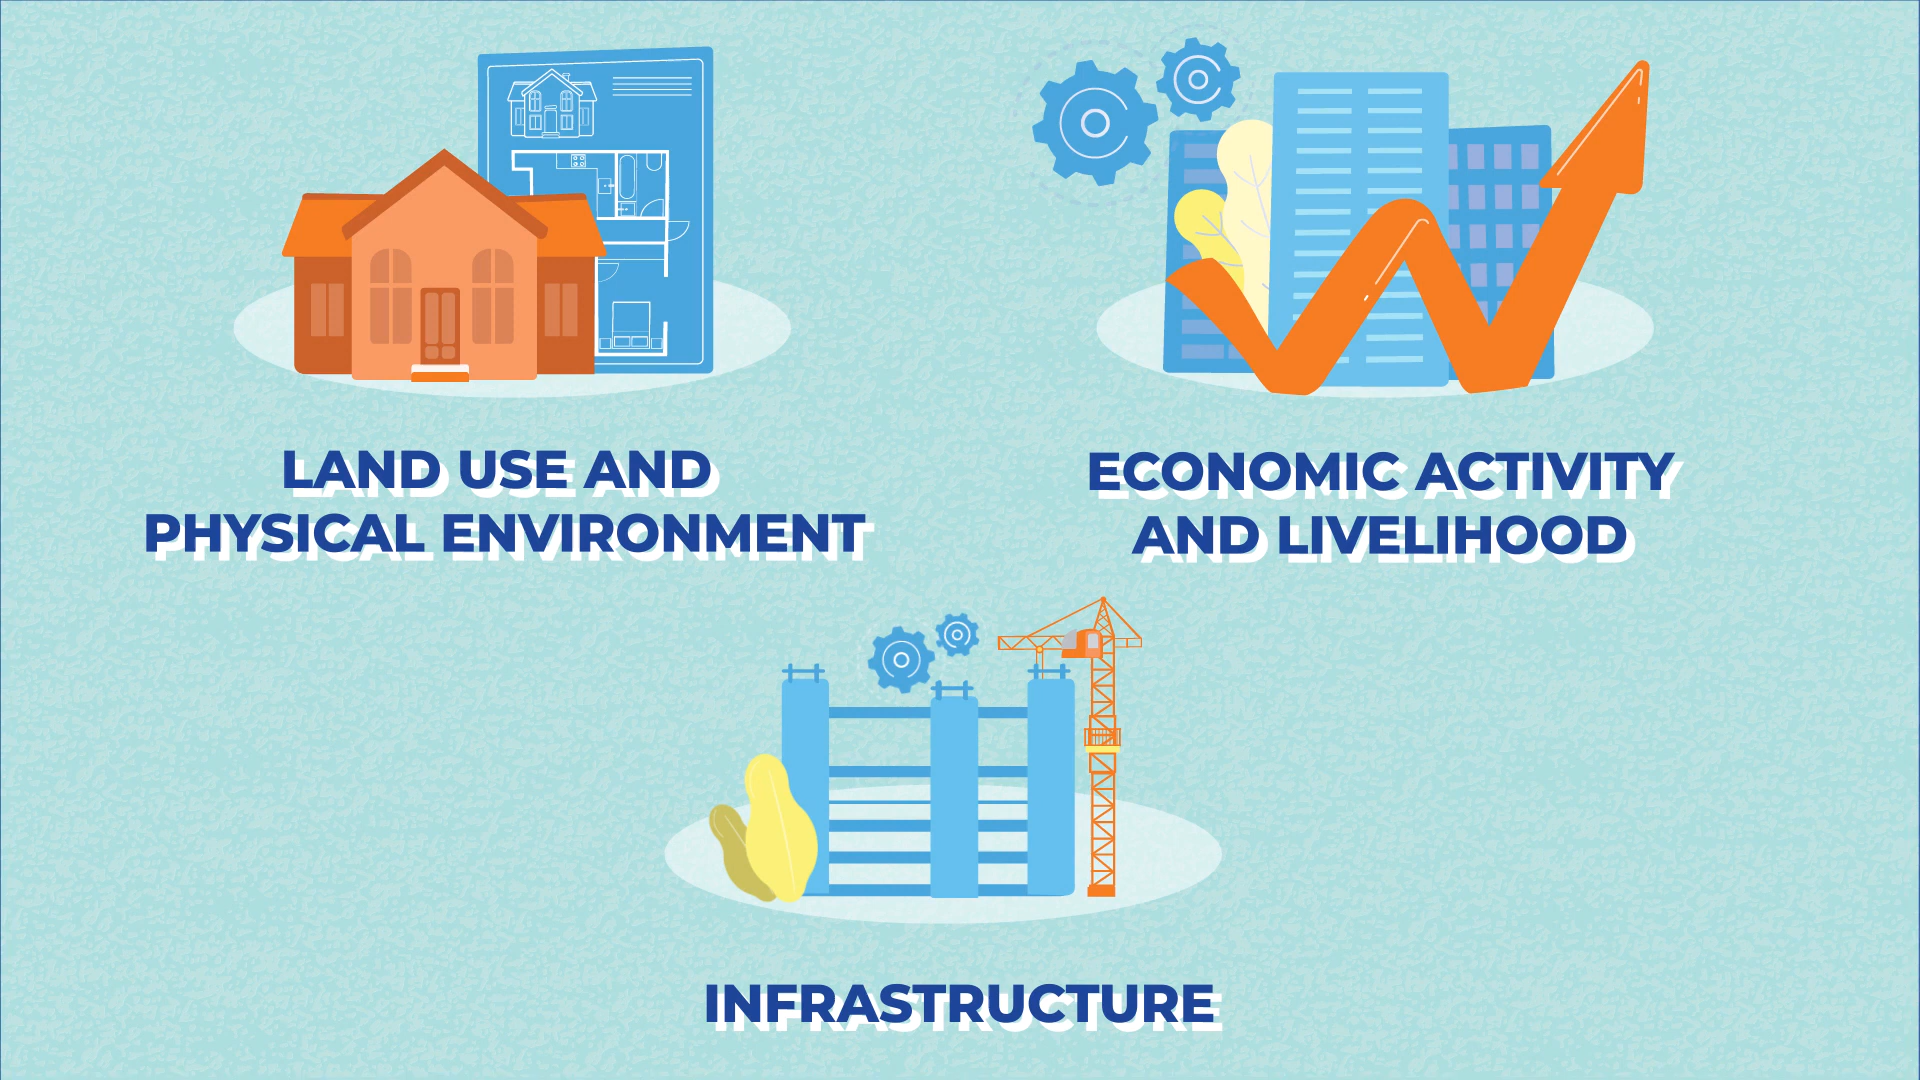 LAND USE AND
PHYSICAL ENVIRONMENT
ECONOMIC ACTIVITY
AND LIVELIHOOD
INFRASTRUCTURE